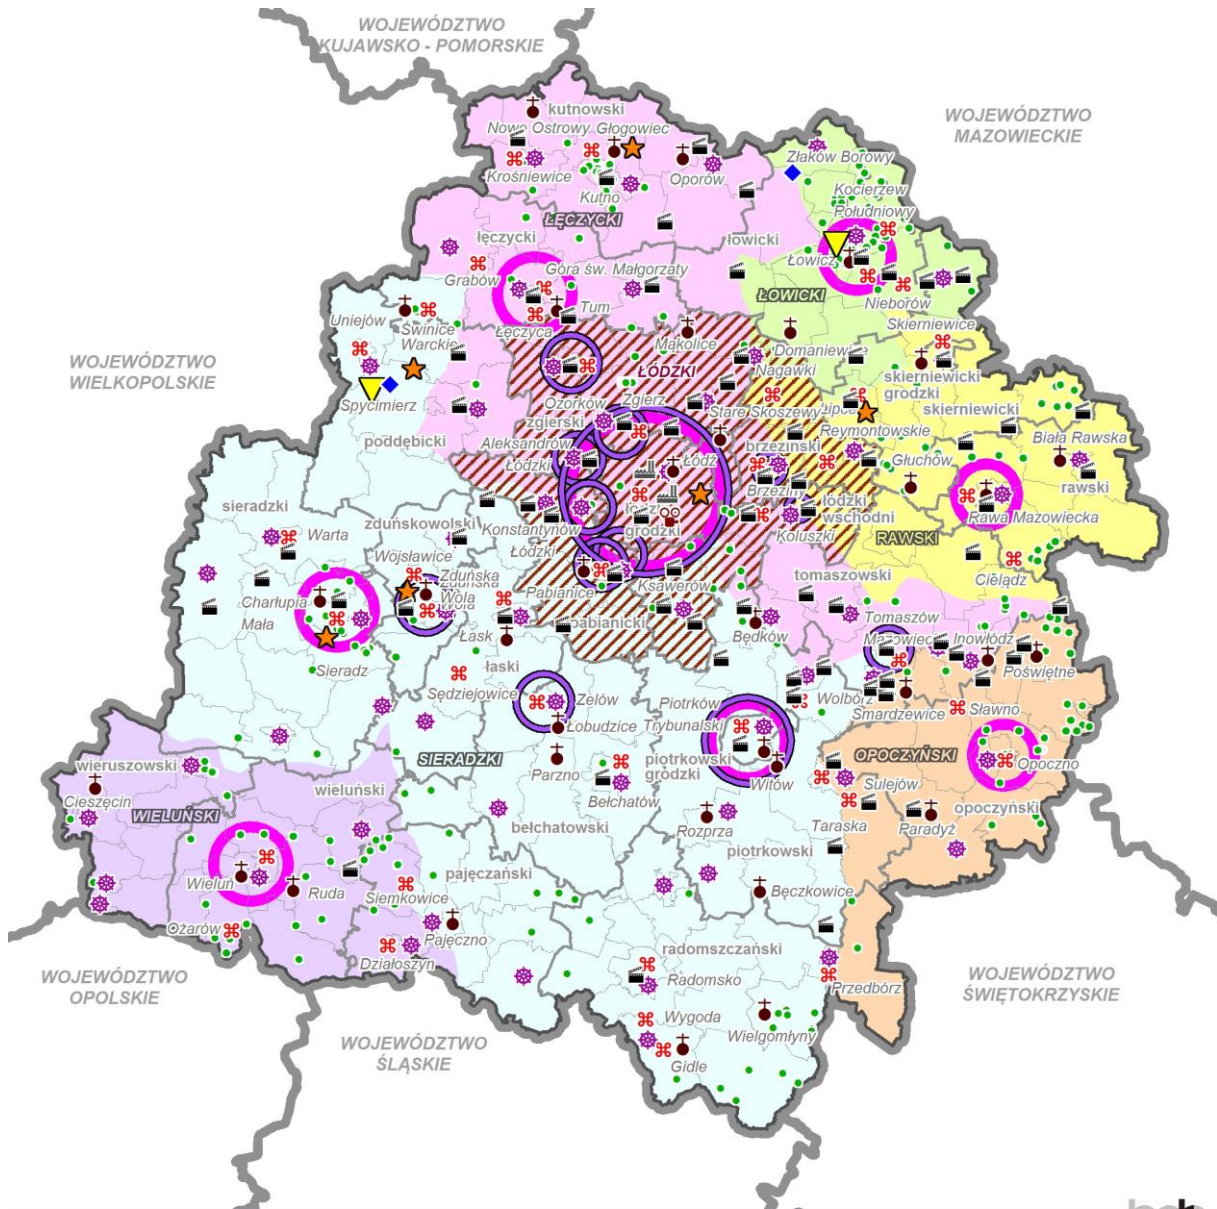 WOJEWÓDZTWO
KUJAWSKO - POMORSKIE
WOJEWÓDZTWO
MAZOWIECKIE
kutnowski
Nowe Ostrowy
Głogowiec
Krośniewice
Kutno
Oporów
Złaków Borowy
Kocierzew
Południowy
ŁĘCZYCKI
łęczycki
łowicki
Łowicz
Grabów
Góra św. Małgorzaty
Tum
Łęczyca
ŁOWICKI
Nieborów
Skierniewice
Uniejów
Świnice
Warckie
Mąkolice
Domaniewice
WOJEWÓDZTWO
WIELKOPOLSKIE
ŁÓDZKI
Nagawki
skierniewicki
grodzki
Spycimierz
Ozorków
Zgierz
Stare Skoszewy
Lipce
Reymontowskie
skierniewicki
zgierski
poddębicki
Aleksandrów
Łódzki
Łódź
brzeziński
Brzeziny
Głuchów
Biała Rawska
rawski
sieradzki
zduńskowolski
Konstantynów
Łódzki
grodzki
łódzki
wschodni
Koluszki
Rawa Mazowiecka
RAWSKI
Warta
Wojsławice
Zduńska
Wola
Pabianice
Ksawerów
tomaszowski
Cielądz
Charłupia
Mała
Sieradz
Łask
pabianicki
Będków
Tomaszów
Mazowiecki
Inowłódz
Poświętne
łaski
Sędziejowice
Zelów
Łobudzice
Piotrków
Trybunalski
Wolbórz
Smardzewice
Sławno
SIERADZKI
Parzno
piotrkowski
grodzki
Witów
OPOCZYŃSKI
Opoczno
wieruszowski
Cieszęcin
WIELUŃSKI
wieluński
Bełchatów
Sulejów
opoczyński
bełchatowski
Rozprza
Taraska
Paradyż
piotrkowski
Wieluń
Ruda
pajęczański
Siemkowice
Bęczkowice
Ożarów
Pajęczno
Działoszyn
radomszczański
Radomsko
Przedbórz
WOJEWÓDZTWO
OPOLSKIE
WOJEWÓDZTWO
ŚWIĘTOKRZYSKIE
Wygoda
Wielgomłyny
WOJEWÓDZTWO
ŚLĄSKIE
Gidle